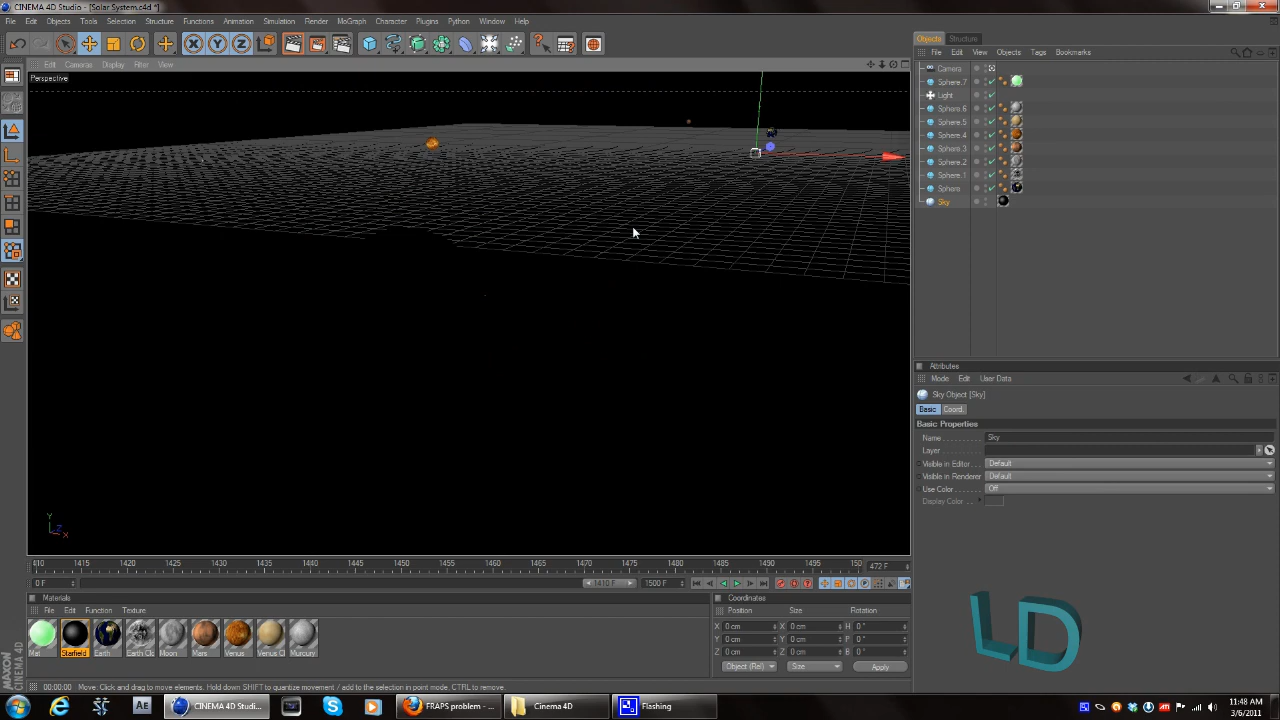 CINEMA 4D Studio - [Solar System.c4d *]
File Edit Objects Tools Selection Structure Functions Animation Simulation Render MoGraph Character Plugins Python Window Help
Edit Cameras Display Filter View
Perspective
Y
Z
X
Objects Structure
File Edit View Objects Tags Bookmarks
Camera
Sphere.7
Light
Sphere.6
Sphere.5
Sphere.4
Sphere.3
Sphere.2
Sphere.1
Sphere
Sky
Attributes
Mode Edit User Data
Sky Object [Sky]
Basic Coord.
Basic Properties
Name Sky
Layer
Visible in Editor Default
Visible in Renderer Default
Use Color Off
Display Color
410 1415 1420 1425 1430 1435 1440 1445 1450 1455 1460 1465 1470 1475 1480 1485 1490 1495 150 472 F
0 F 1410 F 1500 F
Materials
File Edit Function Texture
Mat Starfield Earth Earth Clo Moon Mars Venus Venus Cl Murcury
Coordinates
Position Size Rotation
X 0 cm X 0 cm H 0 °
Y 0 cm Y 0 cm P 0 °
Z 0 cm Z 0 cm B 0 °
Object (Rel) Size Apply
MAXON CINEMA 4D
00:00:00 Move: Click and drag to move elements. Hold down SHIFT to quantize movement / add to the selection in point mode, CTRL to remove.
LD
Ae CINEMA 4D Studi... FRAPS problem - ... Cinema 4D Flashing
11:48 AM
3/6/2011